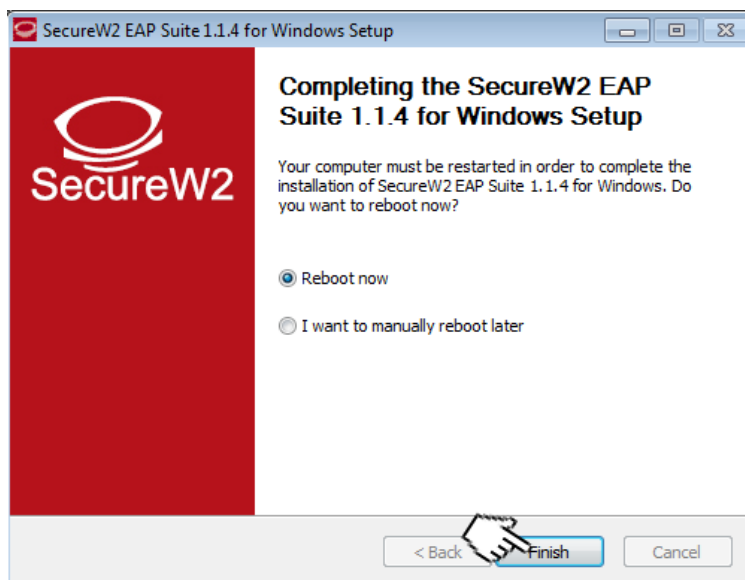 SecureW2 EAP Suite 1.1.4 for Windows Setup
Completing the SecureW2 EAP
Suite 1.1.4 for Windows Setup
SecureW2
Your computer must be restarted in order to complete the
installation of SecureW2 EAP Suite 1.1.4 for Windows. Do
you want to reboot now?
Reboot now
I want to manually reboot later
< Back
Finish
Cancel